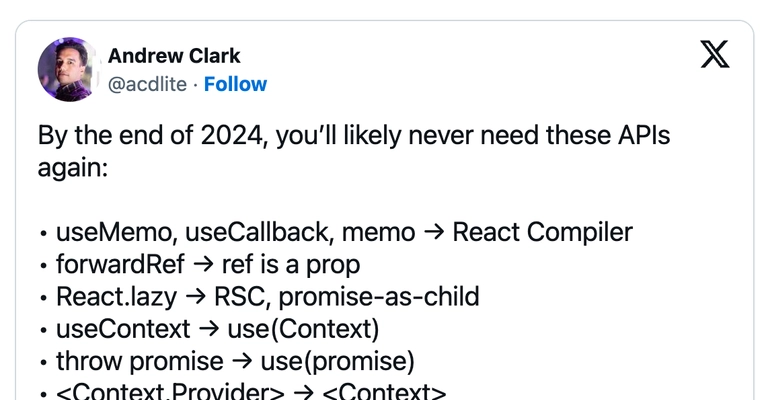 Andrew Clark
@acdlite · Follow
By the end of 2024, you’ll likely never need these APIs
again:
• useMemo, useCallback, memo → React Compiler
• forwardRef → ref is a prop
• React.lazy → RSC, promise-as-child
• useContext → use(Context)
• throw promise → use(promise)
• <Context.Provider> → <Context>